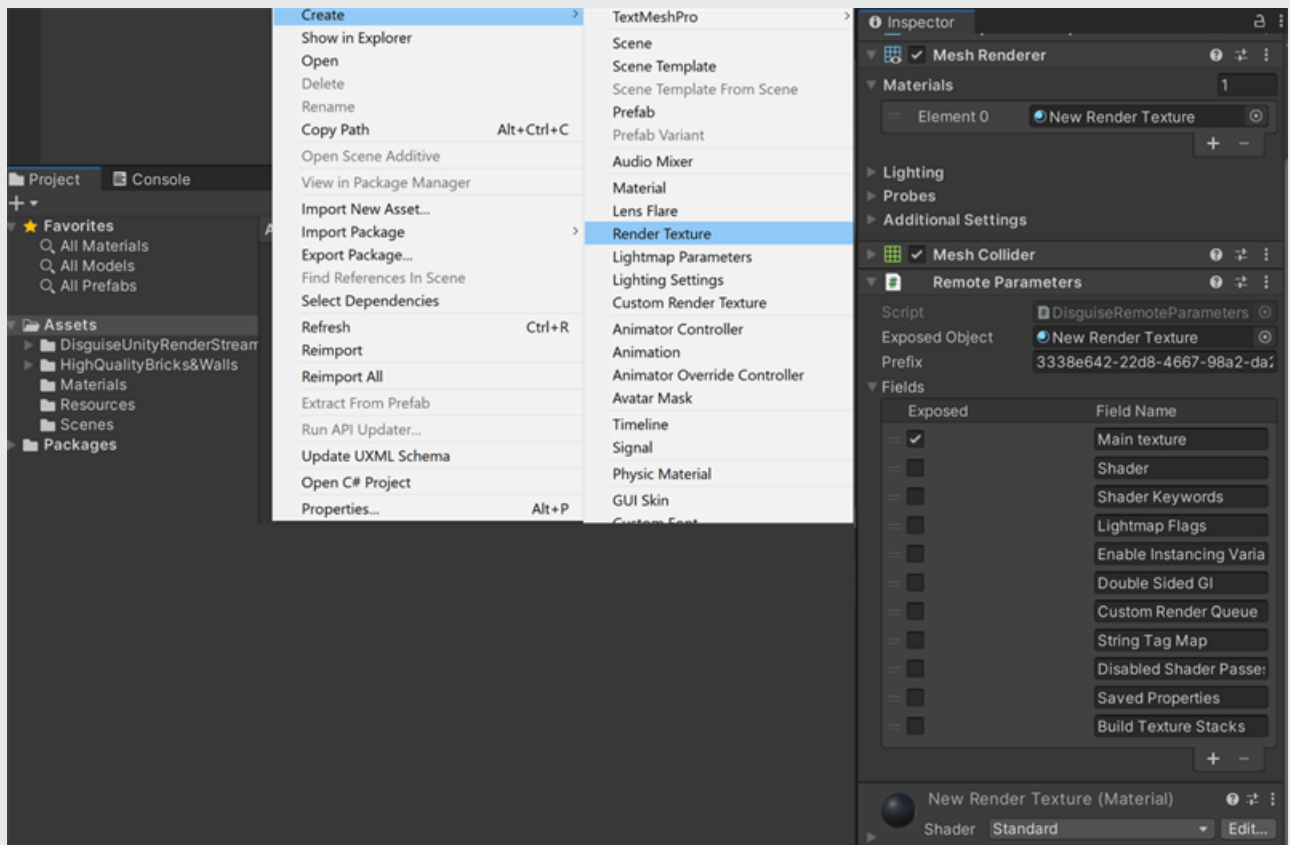 Create
Show in Explorer
Open
Delete
Rename
Copy Path Alt+Ctrl+C
Open Scene Additive
View in Package Manager
Import New Asset...
Import Package
Export Package...
Find References In Scene
Select Dependencies
Refresh Ctrl+R
Reimport
Reimport All
Extract From Prefab
Run API Updater...
Update UXML Schema
Open C# Project
Properties... Alt+P
TextMeshPro
Scene
Scene Template
Scene Template From Scene
Prefab
Prefab Variant
Audio Mixer
Material
Lens Flare
Render Texture
Lightmap Parameters
Lighting Settings
Custom Render Texture
Animator Controller
Animation
Animator Override Controller
Avatar Mask
Timeline
Signal
Physic Material
GUI Skin
Custom Font
Project Console
Favorites
All Materials
All Models
All Prefabs
Assets
DisguiseUnityRenderStream
HighQualityBricks&Walls
Materials
Resources
Scenes
Packages
Inspector
Mesh Renderer
Materials 1
Element 0 New Render Texture
Lighting
Probes
Additional Settings
Mesh Collider
Remote Parameters
Script DisguiseRemoteParameters
Exposed Object New Render Texture
Prefix 3338e642-22d8-4667-98a2-da
Fields
Exposed Field Name
Main texture
Shader
Shader Keywords
Lightmap Flags
Enable Instancing Varia
Double Sided GI
Custom Render Queue
String Tag Map
Disabled Shader Passe
Saved Properties
Build Texture Stacks
New Render Texture (Material)
Shader Standard Edit...